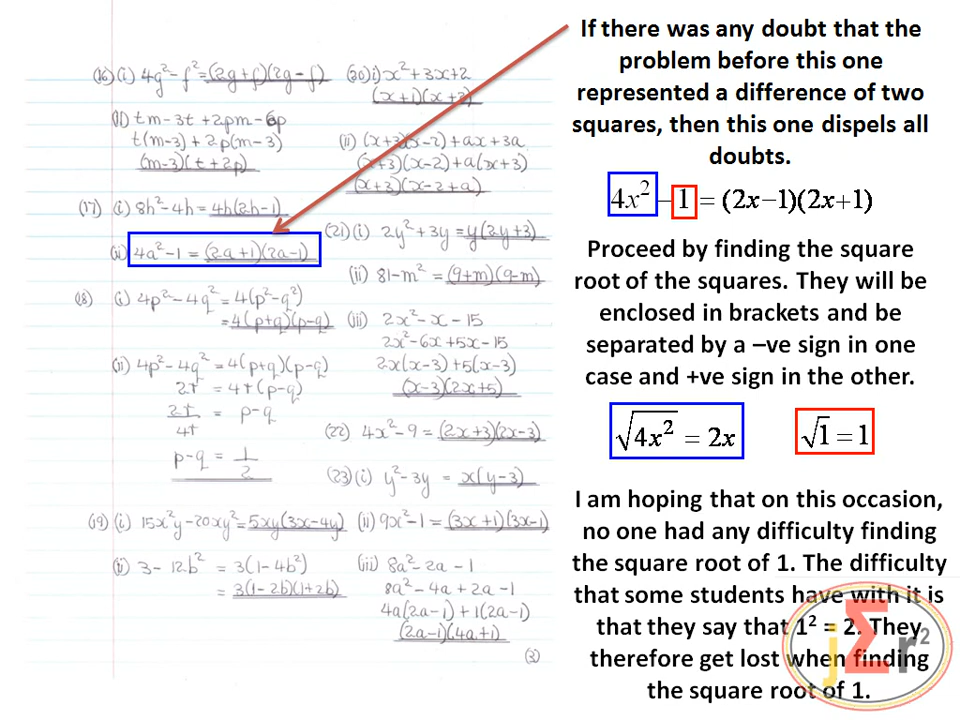 (16) (i) 4g² - f² = (2g + f)(2g - f)
(ii) tm - 3t + 2pm - 6p
t(m-3) + 2p(m-3)
(m-3)(t + 2p)
(17) (i) 8h² - 4h = 4h(2h-1)
(ii) 4a² - 1 = (2a+1)(2a-1)
(18) (i) 4p² - 4q² = 4(p² - q²)
= 4(p+q)(p-q)
(ii) 4p² - 4q² = 4(p+q)(p-q)
2t = 4t(p-q)
2t/4t = p-q
p-q = 1/2
(19) (i) 15x²y - 20xy² = 5xy(3x-4y)
(ii) 3 - 12b² = 3(1-4b²)
= 3(1-2b)(1+2b)
(20) i) x² + 3x + 2
(x+1)(x+2)
(ii) (x+3)(x-2) + ax + 3a
(x+3)(x-2) + a(x+3)
(x+3)(x-2+a)
(21) (i) 2y² + 3y = y(2y+3)
(ii) 81 - m² = (9+m)(9-m)
(iii) 2x² - x - 15
2x² - 6x + 5x - 15
2x(x-3) + 5(x-3)
(x-3)(2x+5)
(22) 4x² - 9 = (2x+3)(2x-3)
(23) (i) y² - 3y = x(y-3)
(ii) 9x² - 1 = (3x+1)(3x-1)
(iii) 8a² - 2a - 1
8a² - 4a + 2a - 1
4a(2a-1) + 1(2a-1)
(2a-1)(4a+1)
(3)
If there was any doubt that the
problem before this one
represented a difference of two
squares, then this one dispels all
doubts.
4x² - 1 = (2x-1)(2x+1)
Proceed by finding the square
root of the squares. They will be
enclosed in brackets and be
separated by a –ve sign in one
case and +ve sign in the other.
√4x² = 2x √1 = 1
I am hoping that on this occasion,
no one had any difficulty finding
the square root of 1. The difficulty
that some students have with it is
that they say that 1² = 2. They
therefore get lost when finding
the square root of 1.
jΣr²